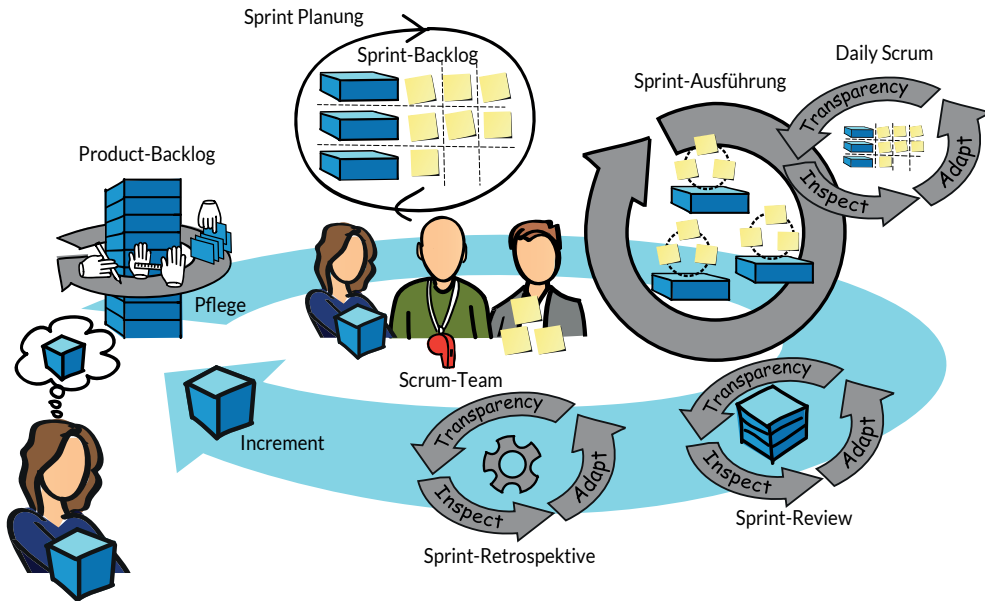 Sprint Planung
Sprint-Backlog
Sprint-Ausführung
Daily Scrum
Transparency
Inspect
Adapt
Product-Backlog
Pflege
Scrum-Team
Increment
Transparency
Inspect
Adapt
Sprint-Retrospektive
Transparency
Inspect
Adapt
Sprint-Review